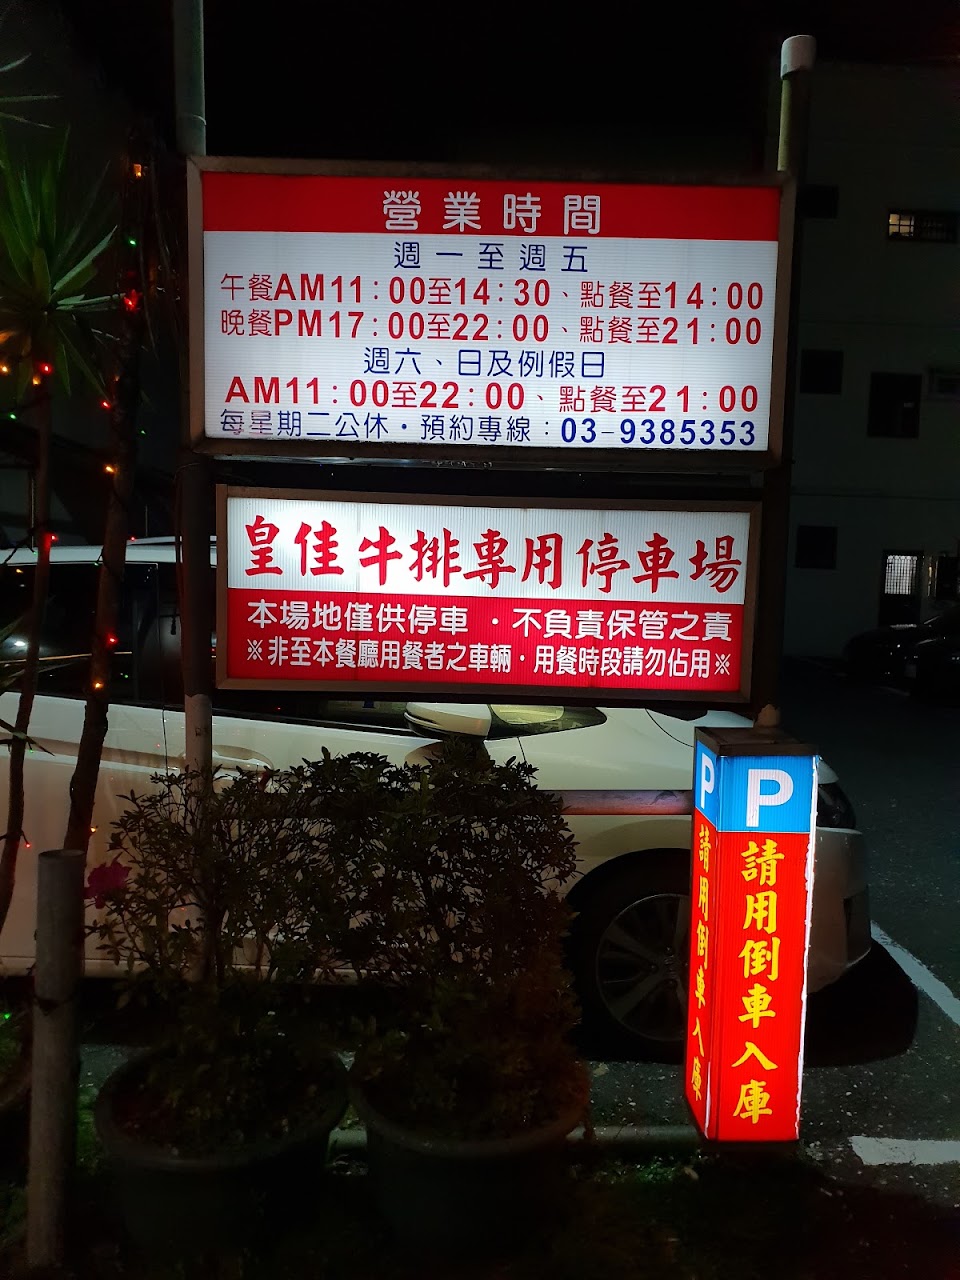 營業時間
週一至週五
午餐AM11：00至14：30、點餐至14：00
晚餐PM17：00至22：00、點餐至21：00
週六、日及例假日
AM11：00至22：00、點餐至21：00
每星期二公休・預約專線：03-9385353
皇佳牛排專用停車場
本場地僅供停車・不負責保管之責
※非至本餐廳用餐者之車輛・用餐時段請勿佔用※
P
請用倒車入庫
P
請用倒車入庫